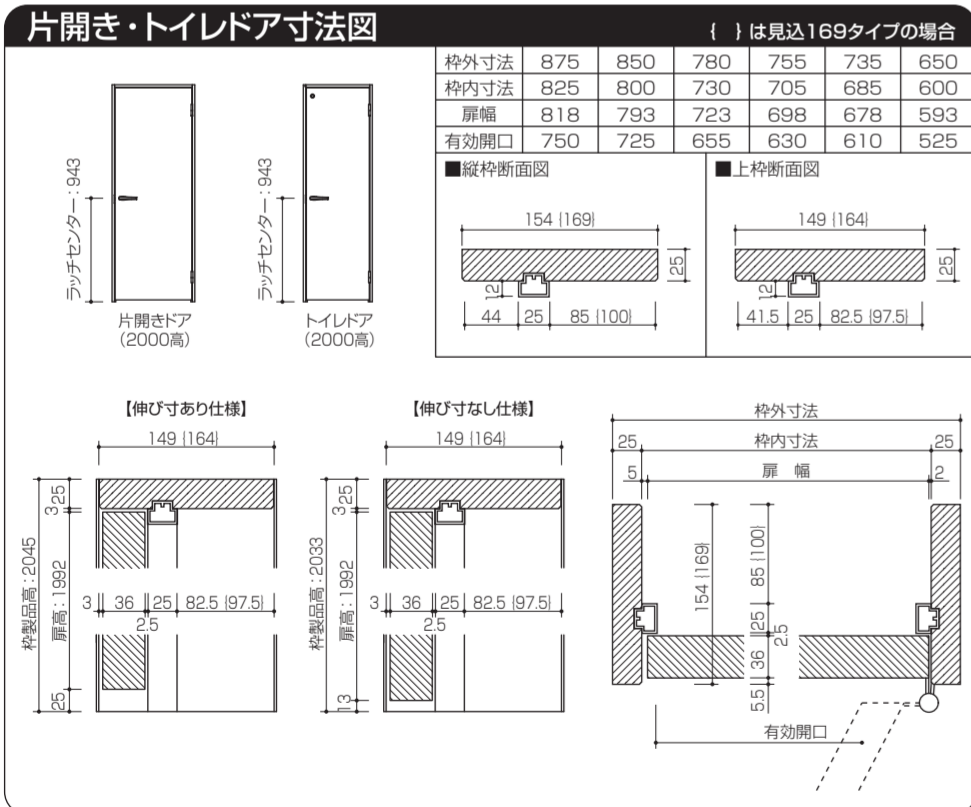 片開き・トイレドア寸法図
{ }は見込169タイプの場合
枠外寸法 875 850 780 755 735 650
枠内寸法 825 800 730 705 685 600
扉幅 818 793 723 698 678 593
有効開口 750 725 655 630 610 525
ラッチセンター：943
片開きドア
(2000高)
ラッチセンター：943
トイレドア
(2000高)
■縦枠断面図
154 {169}
25
12
44 25 85 {100}
■上枠断面図
149 {164}
25
12
41.5 25 82.5 {97.5}
【伸び寸あり仕様】
149 {164}
枠製品高：2045
25
3
扉高：1992
3 36 25 82.5 {97.5}
2.5
25
【伸び寸なし仕様】
149 {164}
枠製品高：2033
25
3
扉高：1992
3 36 25 82.5 {97.5}
2.5
13
枠外寸法
25 枠内寸法 25
5 扉 幅 2
154 {169}
85 {100}
25
2.5
36
5.5
有効開口